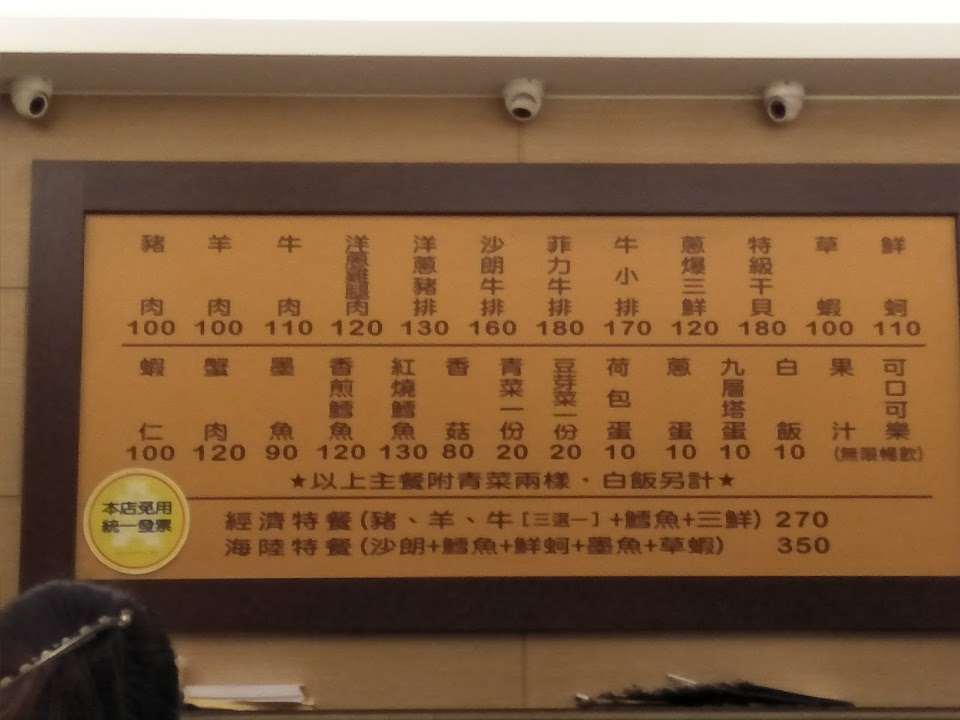 豬肉 羊肉 牛肉 洋蔥雞腿肉 洋蔥豬排 沙朗牛排 菲力牛排 牛小排 蔥爆三鮮 特級干貝 草蝦 鮮蚵
100 100 110 120 130 160 180 170 120 180 100 110
蝦仁 蟹肉 墨魚 香煎鱈魚 紅燒鱈魚 香菇 青菜一份 豆芽菜一份 荷包蛋 蔥蛋 九層塔蛋 白飯 果汁 可口可樂
100 120 90 120 130 80 20 20 10 10 10 10 (無限暢飲)
★以上主餐附青菜兩樣．白飯另計★
本店免用
統一發票
經濟特餐(豬、羊、牛[三選一]+鱈魚+三鮮) 270
海陸特餐(沙朗+鱈魚+鮮蚵+墨魚+草蝦) 350